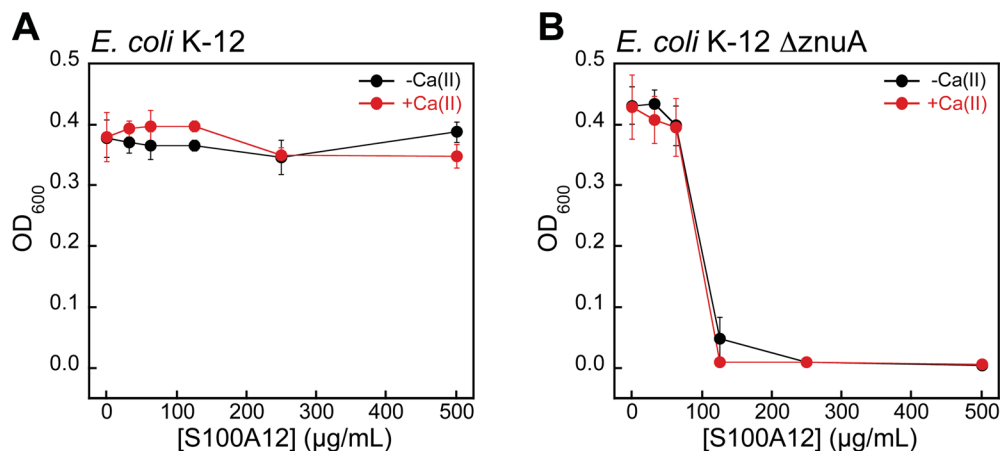 A
E. coli K-12
0.5
0.4
0.3
0.2
0.1
0.0
OD600
-Ca(II)
+Ca(II)
0 100 200 300 400 500
[S100A12] (µg/mL)
B
E. coli K-12 ΔznuA
0.5
0.4
0.3
0.2
0.1
0.0
OD600
-Ca(II)
+Ca(II)
0 100 200 300 400 500
[S100A12] (µg/mL)